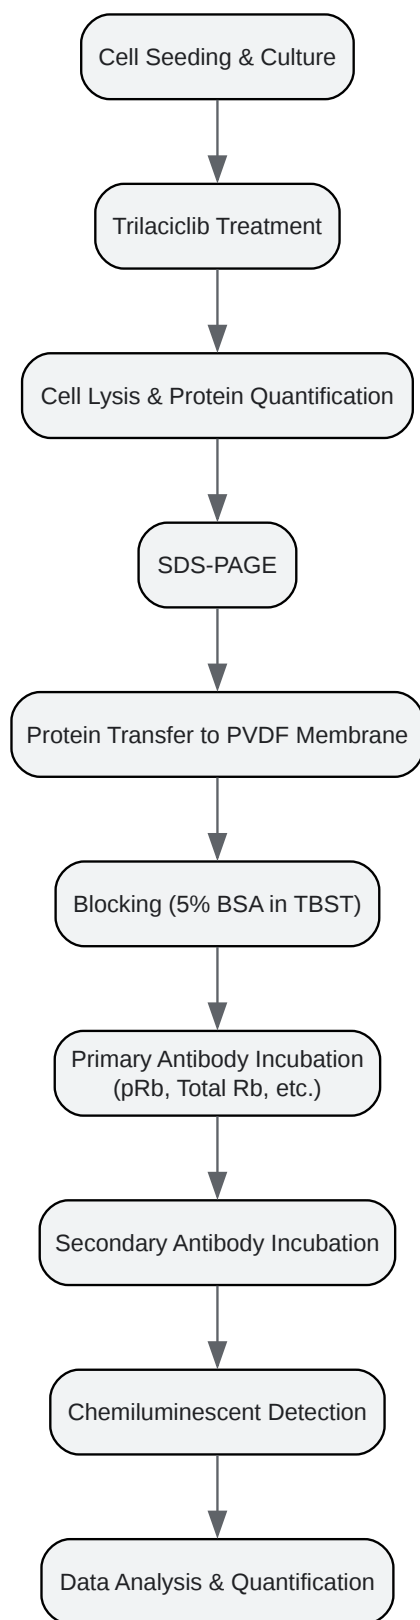 Cell Seeding & Culture
Trilaciclib Treatment
Cell Lysis & Protein Quantification
SDS-PAGE
Protein Transfer to PVDF Membrane
Blocking (5% BSA in TBST)
Primary Antibody Incubation
(pRb, Total Rb, etc.)
Secondary Antibody Incubation
Chemiluminescent Detection
Data Analysis & Quantification